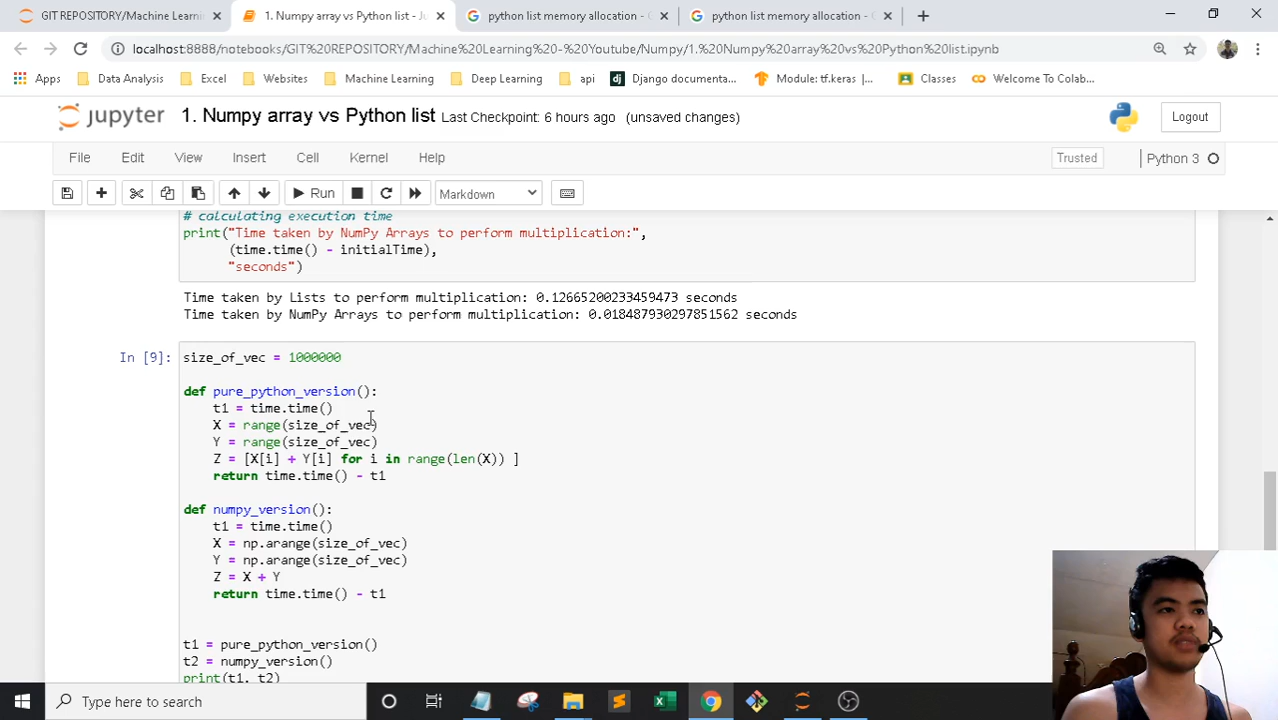 GIT REPOSITORY/Machine Learni
1. Numpy array vs Python list - Ju
python list memory allocation - G
python list memory allocation - G
localhost:8888/notebooks/GIT%20REPOSITORY/Machine%20Learning%20-%20Youtube/Numpy/1.%20Numpy%20array%20vs%20Python%20list.ipynb
Apps Data Analysis Excel Websites Machine Learning Deep Learning api Django documenta... Module: tf.keras |... Classes Welcome To Colab...
jupyter 1. Numpy array vs Python list Last Checkpoint: 6 hours ago (unsaved changes) Logout
File Edit View Insert Cell Kernel Help Trusted Python 3
Run Markdown
# calculating execution time
print("Time taken by NumPy Arrays to perform multiplication:",
(time.time() - initialTime),
"seconds")
Time taken by Lists to perform multiplication: 0.12665200233459473 seconds
Time taken by NumPy Arrays to perform multiplication: 0.018487930297851562 seconds
In [9]: size_of_vec = 1000000
def pure_python_version():
t1 = time.time()
X = range(size_of_vec)
Y = range(size_of_vec)
Z = [X[i] + Y[i] for i in range(len(X)) ]
return time.time() - t1
def numpy_version():
t1 = time.time()
X = np.arange(size_of_vec)
Y = np.arange(size_of_vec)
Z = X + Y
return time.time() - t1
t1 = pure_python_version()
t2 = numpy_version()
print(t1, t2)
Type here to search